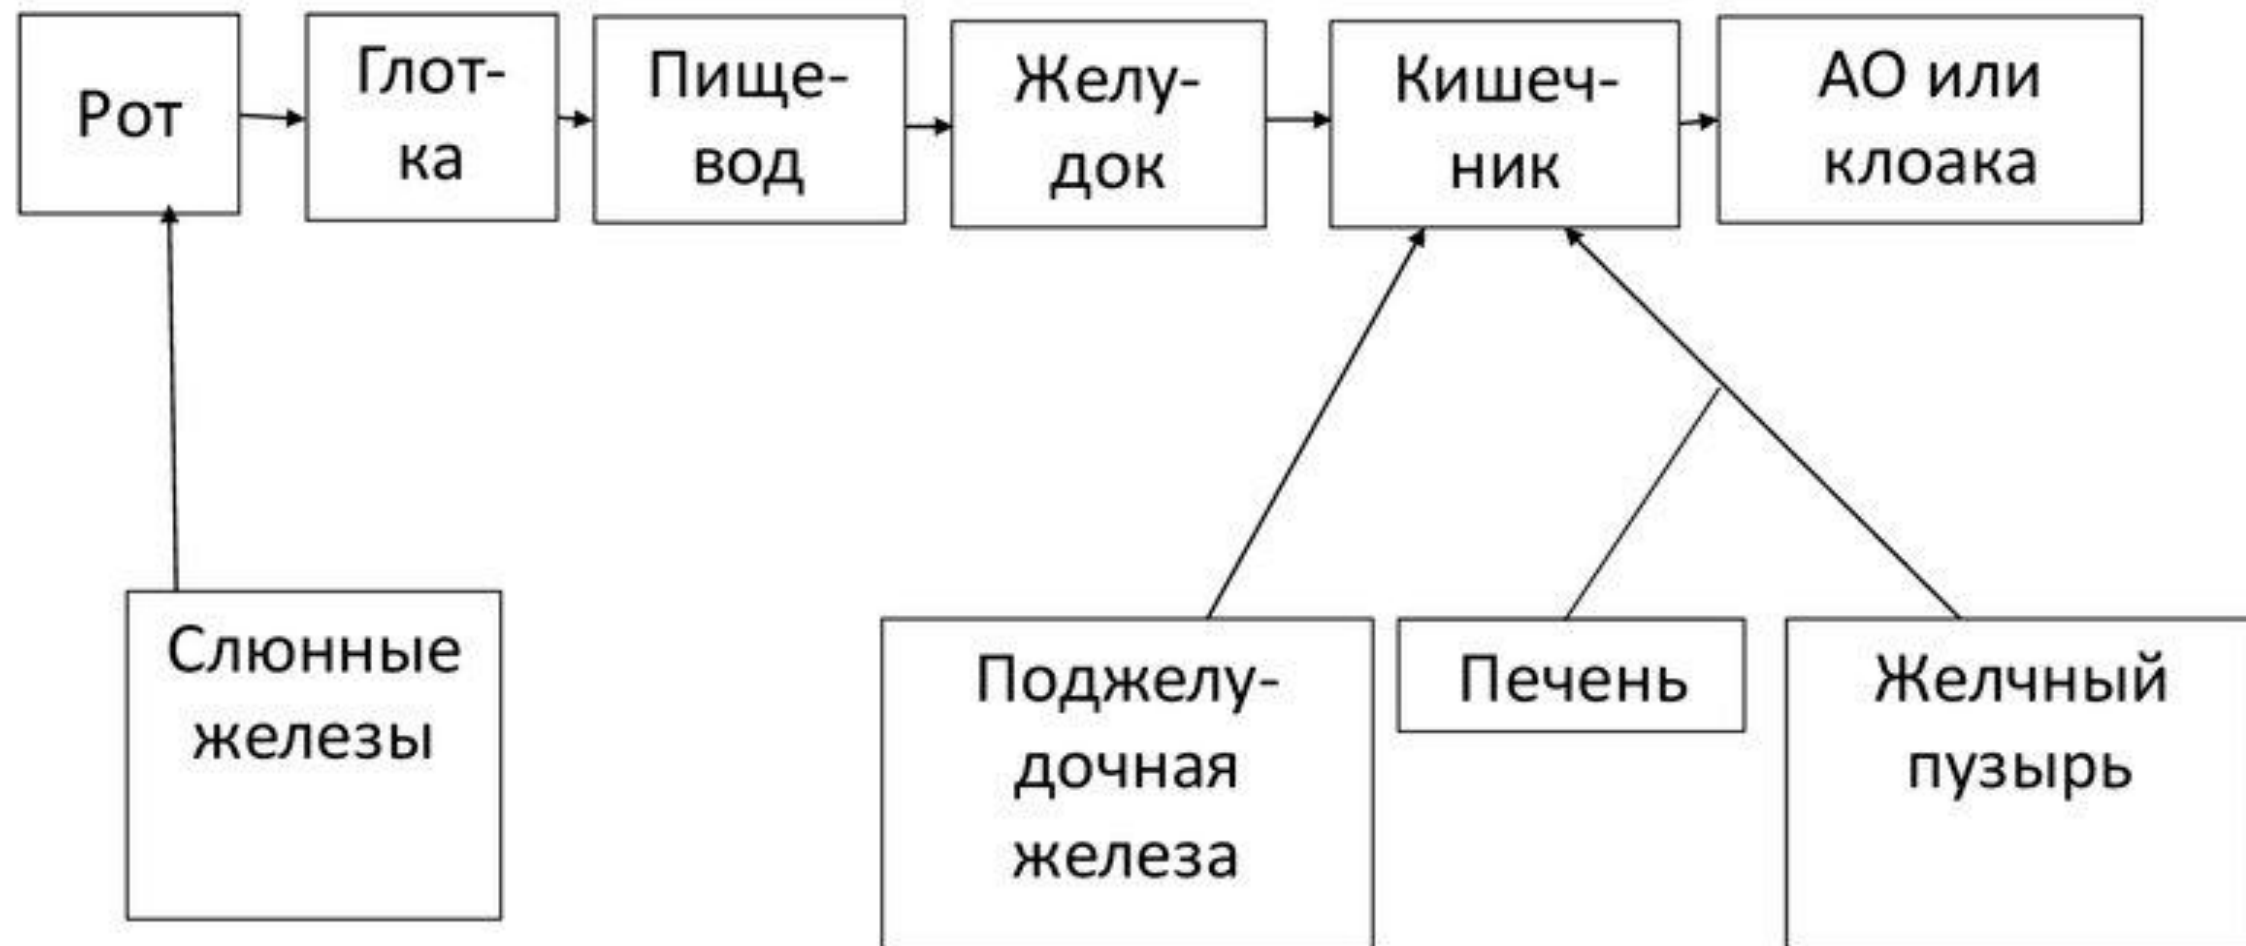 Рот
Глот-
ка
Пище-
вод
Желу-
док
Кишеч-
ник
АО или
клоака
Слюнные
железы
Поджелу-
дочная
железа
Печень
Желчный
пузырь